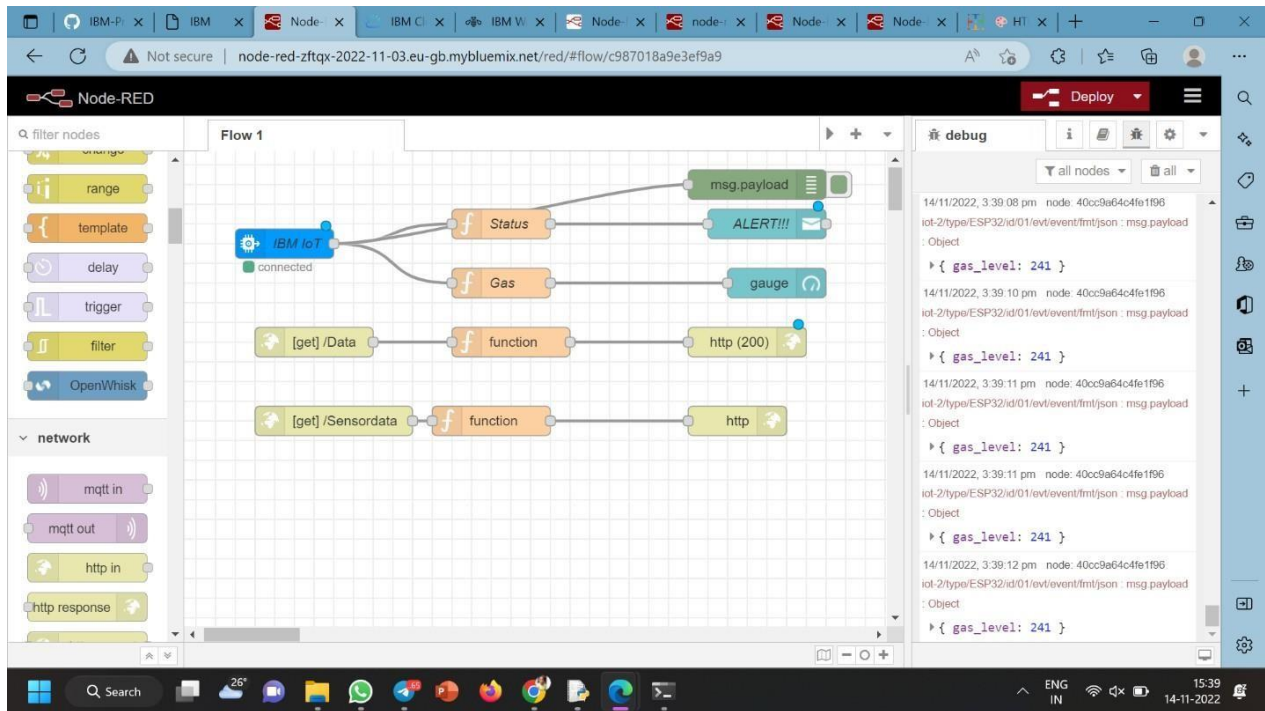 IBM-Pr
IBM
Node-
IBM Cl
IBM W
Node-
node-r
Node-
Node-
HT
Not secure
node-red-zftqx-2022-11-03.eu-gb.mybluemix.net/red/#flow/c987018a9e3ef9a9
Node-RED
Deploy
filter nodes
change
range
template
delay
trigger
filter
OpenWhisk
network
mqtt in
mqtt out
http in
http response
Flow 1
msg.payload
Status
ALERT!!!
IBM IoT
connected
Gas
gauge
[get] /Data
function
http (200)
[get] /Sensordata
function
http
debug
all nodes
all
14/11/2022, 3:39:08 pm node: 40cc9a64c4fe1f96
iot-2/type/ESP32/id/01/evt/event/fmt/json : msg.payload
: Object
{ gas_level: 241 }
14/11/2022, 3:39:10 pm node: 40cc9a64c4fe1f96
iot-2/type/ESP32/id/01/evt/event/fmt/json : msg.payload
: Object
{ gas_level: 241 }
14/11/2022, 3:39:11 pm node: 40cc9a64c4fe1f96
iot-2/type/ESP32/id/01/evt/event/fmt/json : msg.payload
: Object
{ gas_level: 241 }
14/11/2022, 3:39:11 pm node: 40cc9a64c4fe1f96
iot-2/type/ESP32/id/01/evt/event/fmt/json : msg.payload
: Object
{ gas_level: 241 }
14/11/2022, 3:39:12 pm node: 40cc9a64c4fe1f96
iot-2/type/ESP32/id/01/evt/event/fmt/json : msg.payload
: Object
{ gas_level: 241 }
Search
26°
ENG
IN
15:39
14-11-2022